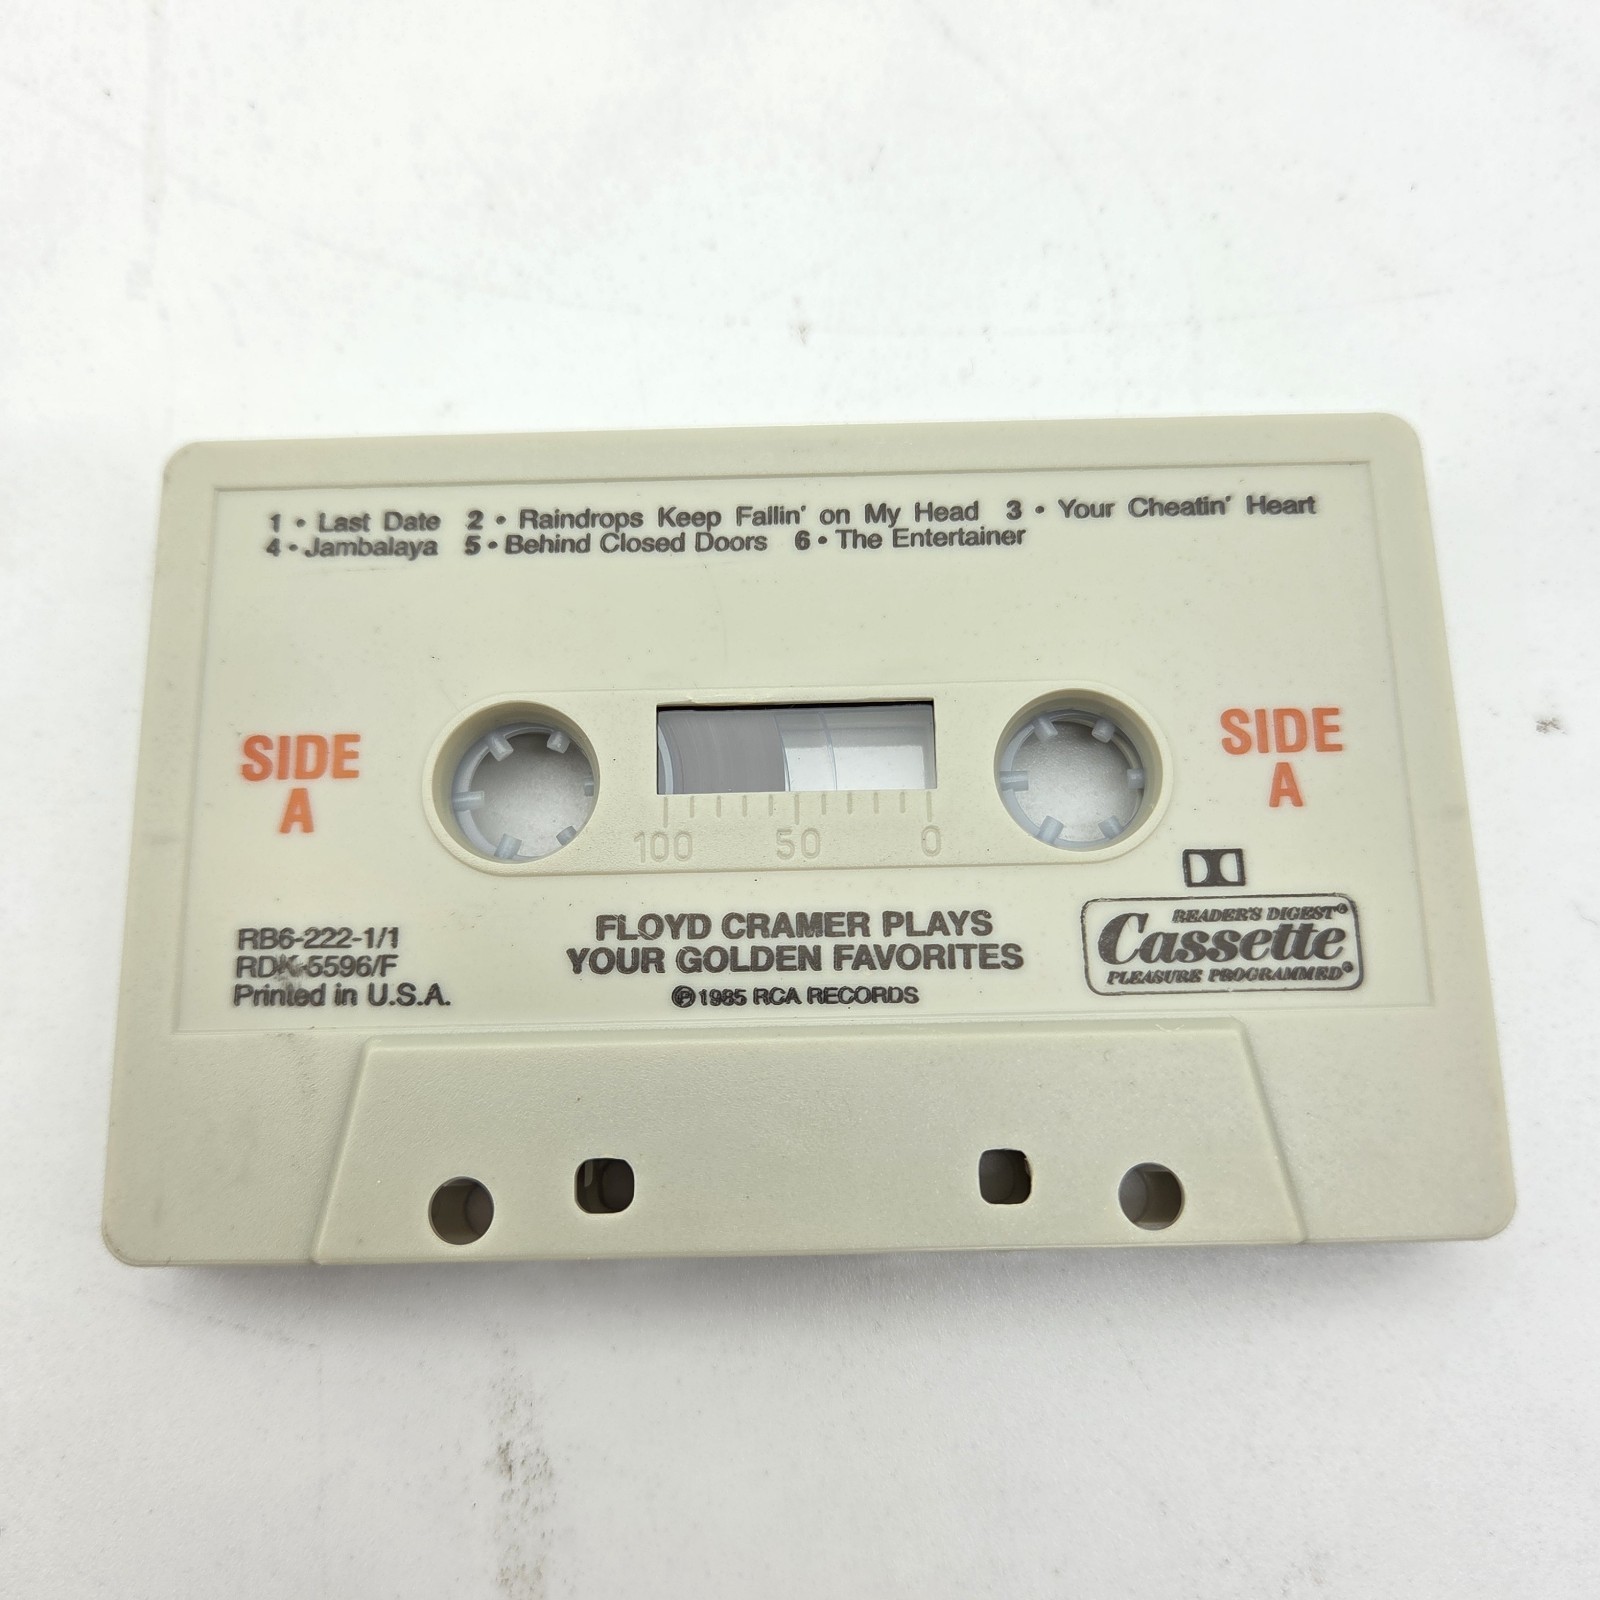 1 • Last Date 2 • Raindrops Keep Fallin' on My Head 3 • Your Cheatin' Heart
4 • Jambalaya 5 • Behind Closed Doors 6 • The Entertainer
SIDE
A
SIDE
A
100 50 0
RB6-222-1/1
RDK-5596/F
Printed in U.S.A.
FLOYD CRAMER PLAYS
YOUR GOLDEN FAVORITES
℗ 1985 RCA RECORDS
READER'S DIGEST®
Cassette
PLEASURE PROGRAMMED®